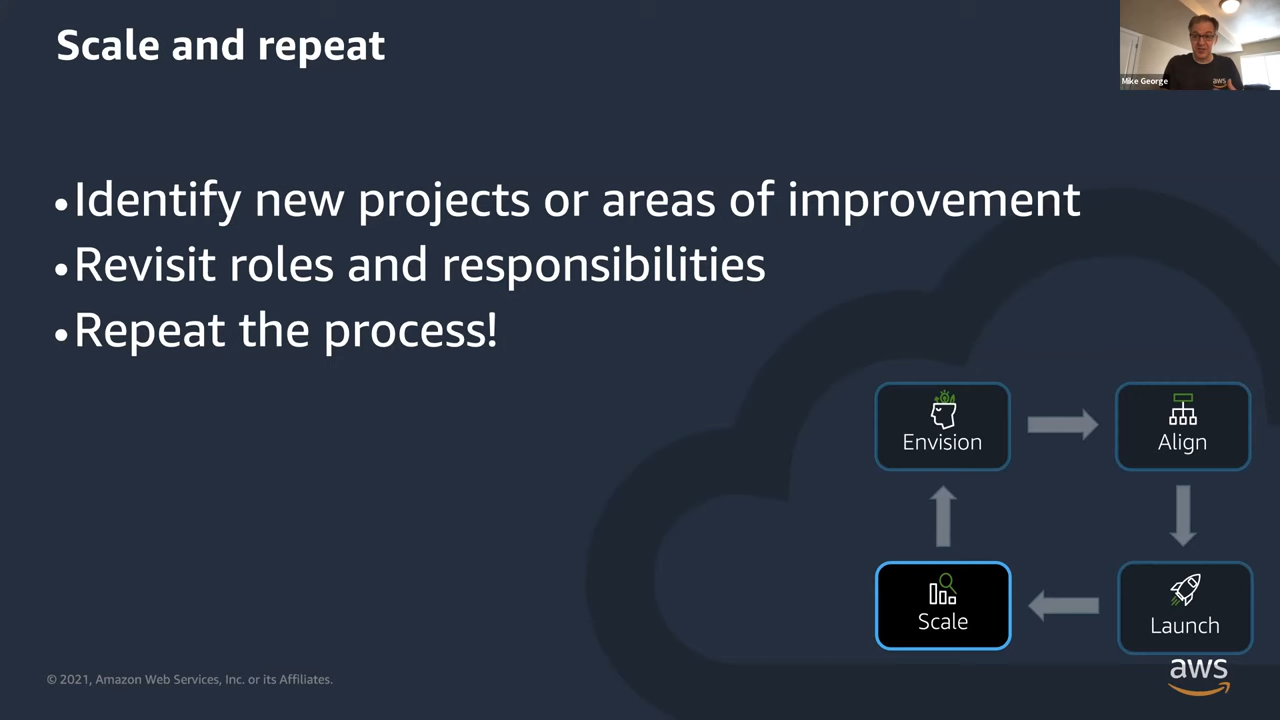 Scale and repeat
aws
Mike George
•Identify new projects or areas of improvement
•Revisit roles and responsibilities
•Repeat the process!
Envision
Align
Scale
Launch
© 2021, Amazon Web Services, Inc. or its Affiliates.
aws